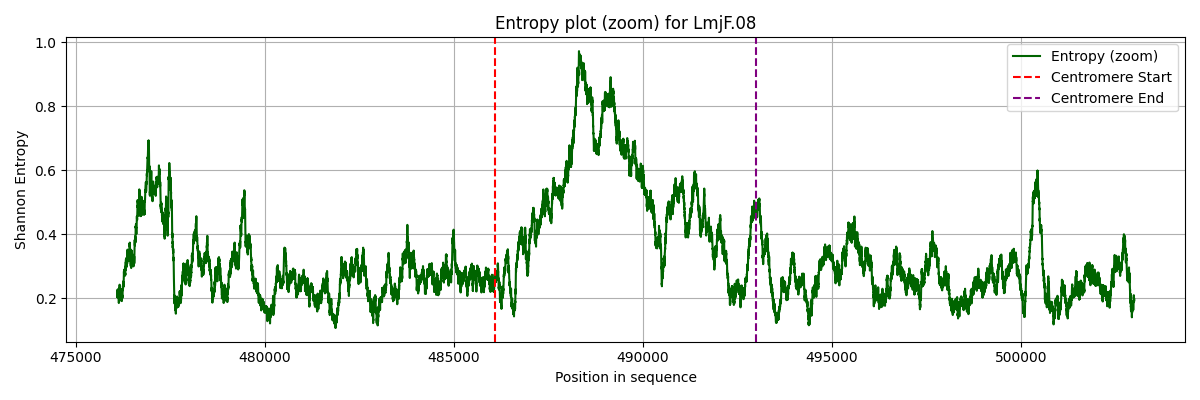 Entropy plot (zoom) for LmjF.08
Shannon Entropy
1.0
0.8
0.6
0.4
0.2
Entropy (zoom)
Centromere Start
Centromere End
475000
480000
485000
490000
495000
500000
Position in sequence